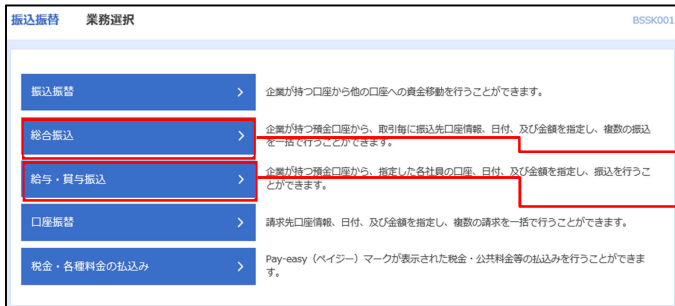 振込振替 業務選択 BSSK001
振込振替 企業が持つ口座から他の口座への資金移動を行うことができます。
総合振込 企業が持つ預金口座から、取引毎に振込先口座情報、日付、及び金額を指定し、複数の振込
を一括で行うことができます。
給与・賞与振込 企業が持つ預金口座から、指定した各社員の口座、日付、及び金額を指定し、振込を行うこ
とができます。
口座振替 請求先口座情報、日付、及び金額を指定し、複数の請求を一括で行うことができます。
税金・各種料金の払込み Pay-easy（ペイジー）マークが表示された税金・公共料金等の払込みを行うことができま
す。